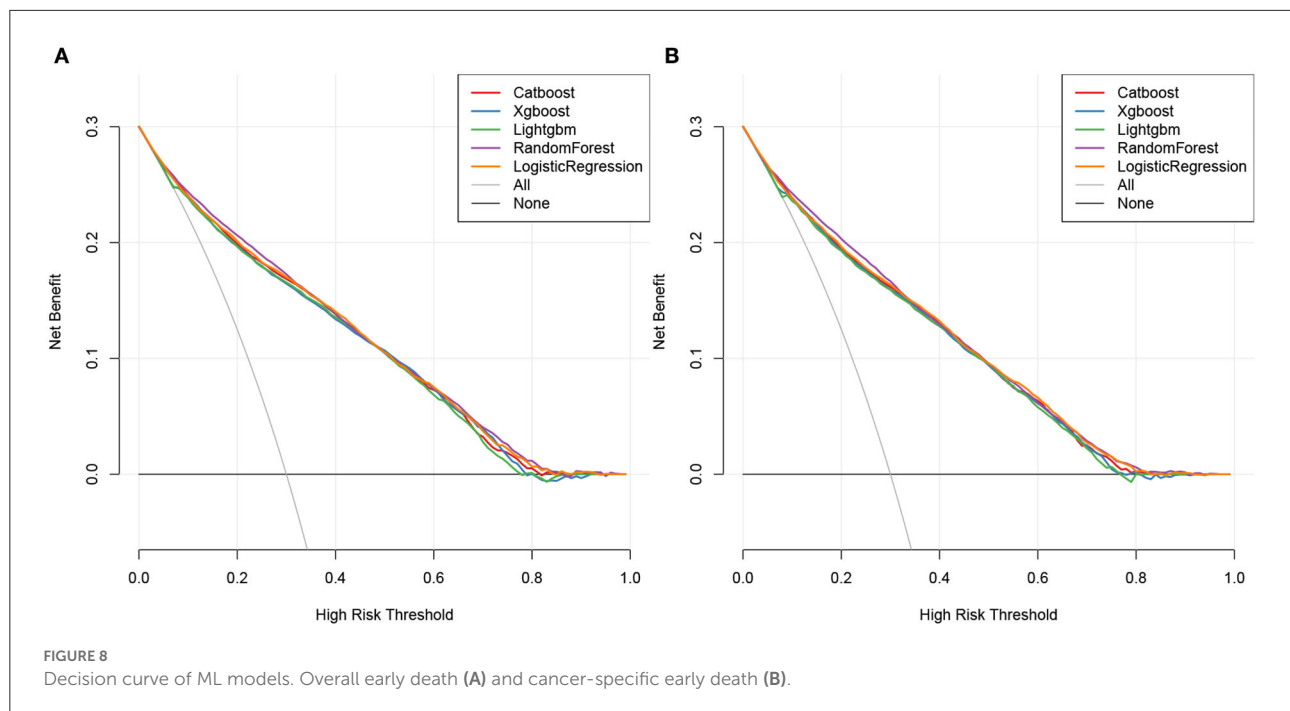 A
Catboost
Xgboost
Lightgbm
RandomForest
LogisticRegression
All
None
0.3
0.2
0.1
0.0
Net Benefit
0.0 0.2 0.4 0.6 0.8 1.0
High Risk Threshold
B
Catboost
Xgboost
Lightgbm
RandomForest
LogisticRegression
All
None
0.3
0.2
0.1
0.0
Net Benefit
0.0 0.2 0.4 0.6 0.8 1.0
High Risk Threshold
FIGURE 8
Decision curve of ML models. Overall early death (A) and cancer-specific early death (B).